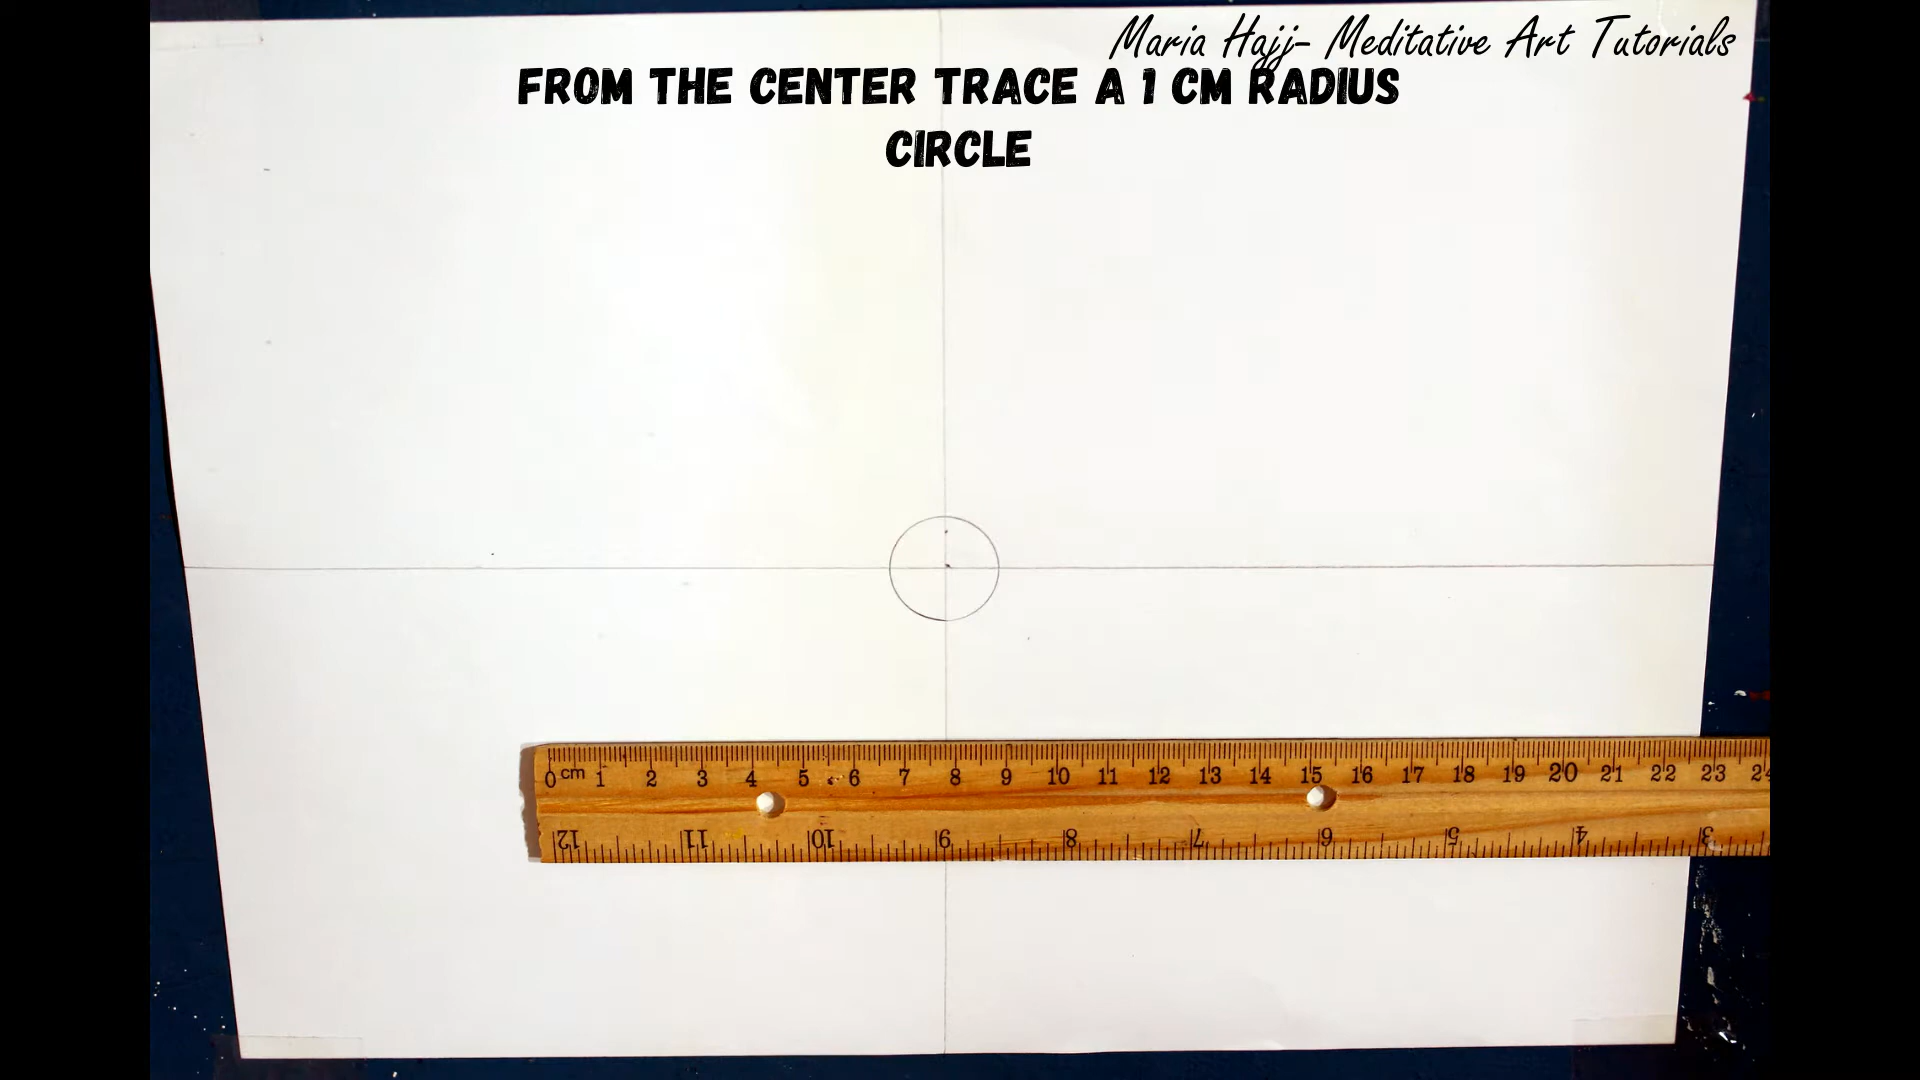 Maria Hajj- Meditative Art Tutorials
FROM THE CENTER TRACE A 1 CM RADIUS
CIRCLE
0 cm 1 2 3 4 5 6 7 8 9 10 11 12 13 14 15 16 17 18 19 20 21 22 23 24
12 11 10 9 8 7 6 5 4 3